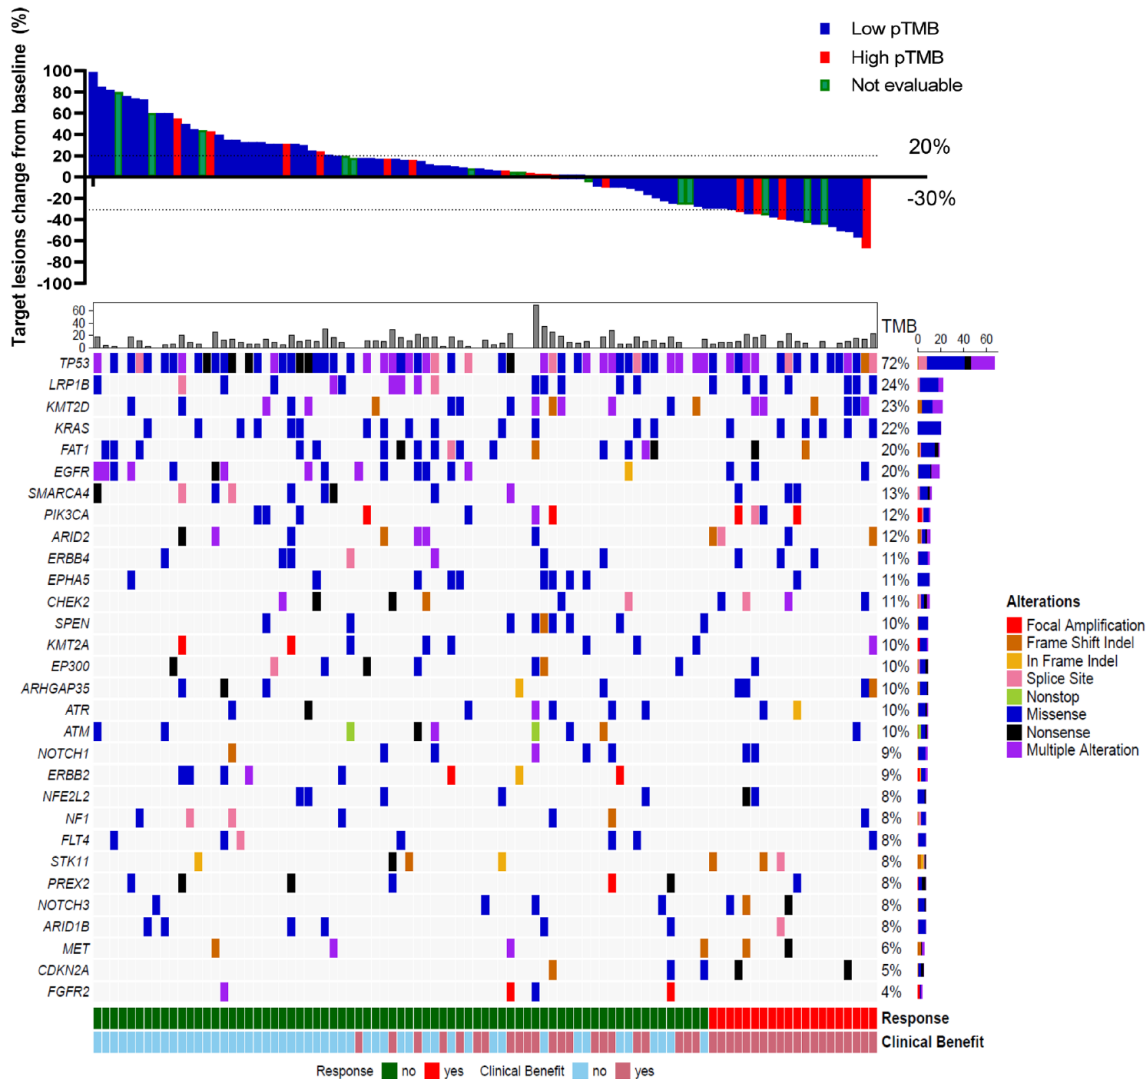 Target lesions change from baseline (%)
Low pTMB
High pTMB
Not evaluable
100
80
60
40
20
0
-20
-40
-60
-80
-100
20%
-30%
60
40
20
0
TMB
0 20 40 60
TP53 72%
LRP1B 24%
KMT2D 23%
KRAS 22%
FAT1 20%
EGFR 20%
SMARCA4 13%
PIK3CA 12%
ARID2 12%
ERBB4 11%
EPHA5 11%
CHEK2 11%
SPEN 10%
KMT2A 10%
EP300 10%
ARHGAP35 10%
ATR 10%
ATM 10%
NOTCH1 9%
ERBB2 9%
NFE2L2 8%
NF1 8%
FLT4 8%
STK11 8%
PREX2 8%
NOTCH3 8%
ARID1B 8%
MET 6%
CDKN2A 5%
FGFR2 4%
Alterations
Focal Amplification
Frame Shift Indel
In Frame Indel
Splice Site
Nonstop
Missense
Nonsense
Multiple Alteration
Response
Clinical Benefit
Response no yes Clinical Benefit no yes